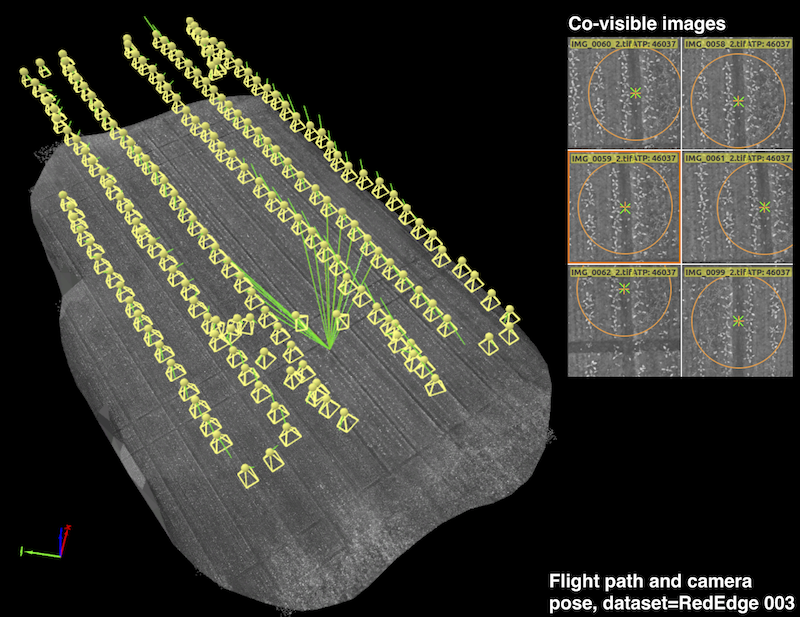 Co-visible images
IMG_0060_2.tif ATP: 46037
IMG_0058_2.tif ATP: 46037
IMG_0059_2.tif ATP: 46037
IMG_0061_2.tif ATP: 46037
IMG_0062_2.tif ATP: 46037
IMG_0099_2.tif ATP: 46037
Flight path and camera
pose, dataset=RedEdge 003